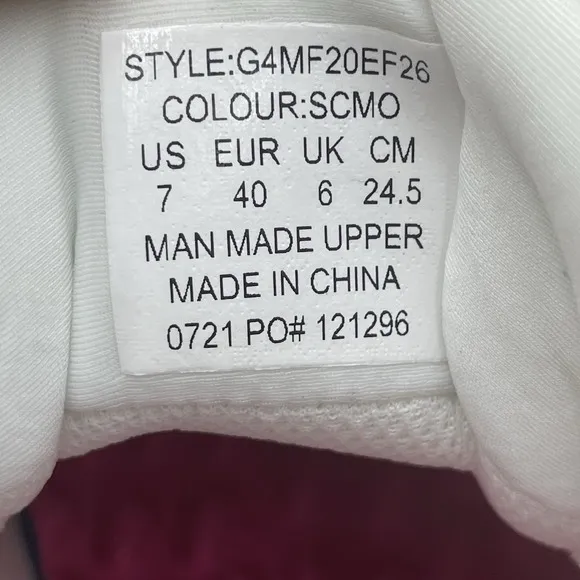 STYLE:G4MF20EF26
COLOUR:SCMO
US EUR UK CM
7 40 6 24.5
MAN MADE UPPER
MADE IN CHINA
0721 PO# 121296